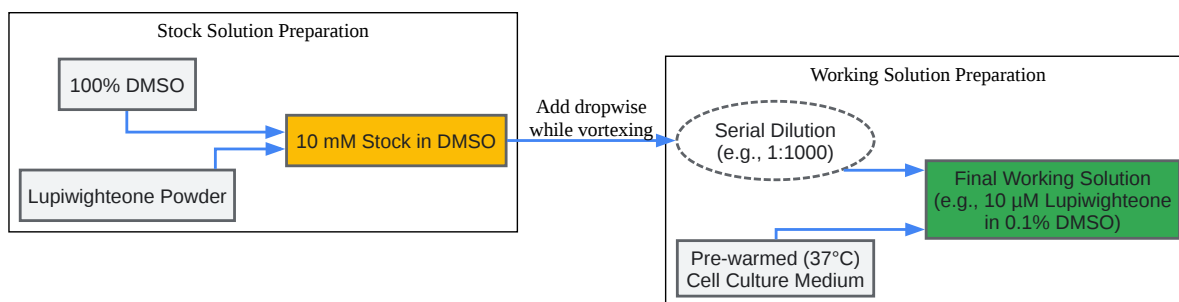 Stock Solution Preparation
100% DMSO
10 mM Stock in DMSO
Lupiwighteone Powder
Add dropwise
while vortexing
Working Solution Preparation
Serial Dilution
(e.g., 1:1000)
Final Working Solution
(e.g., 10 µM Lupiwighteone
in 0.1% DMSO)
Pre-warmed (37°C)
Cell Culture Medium